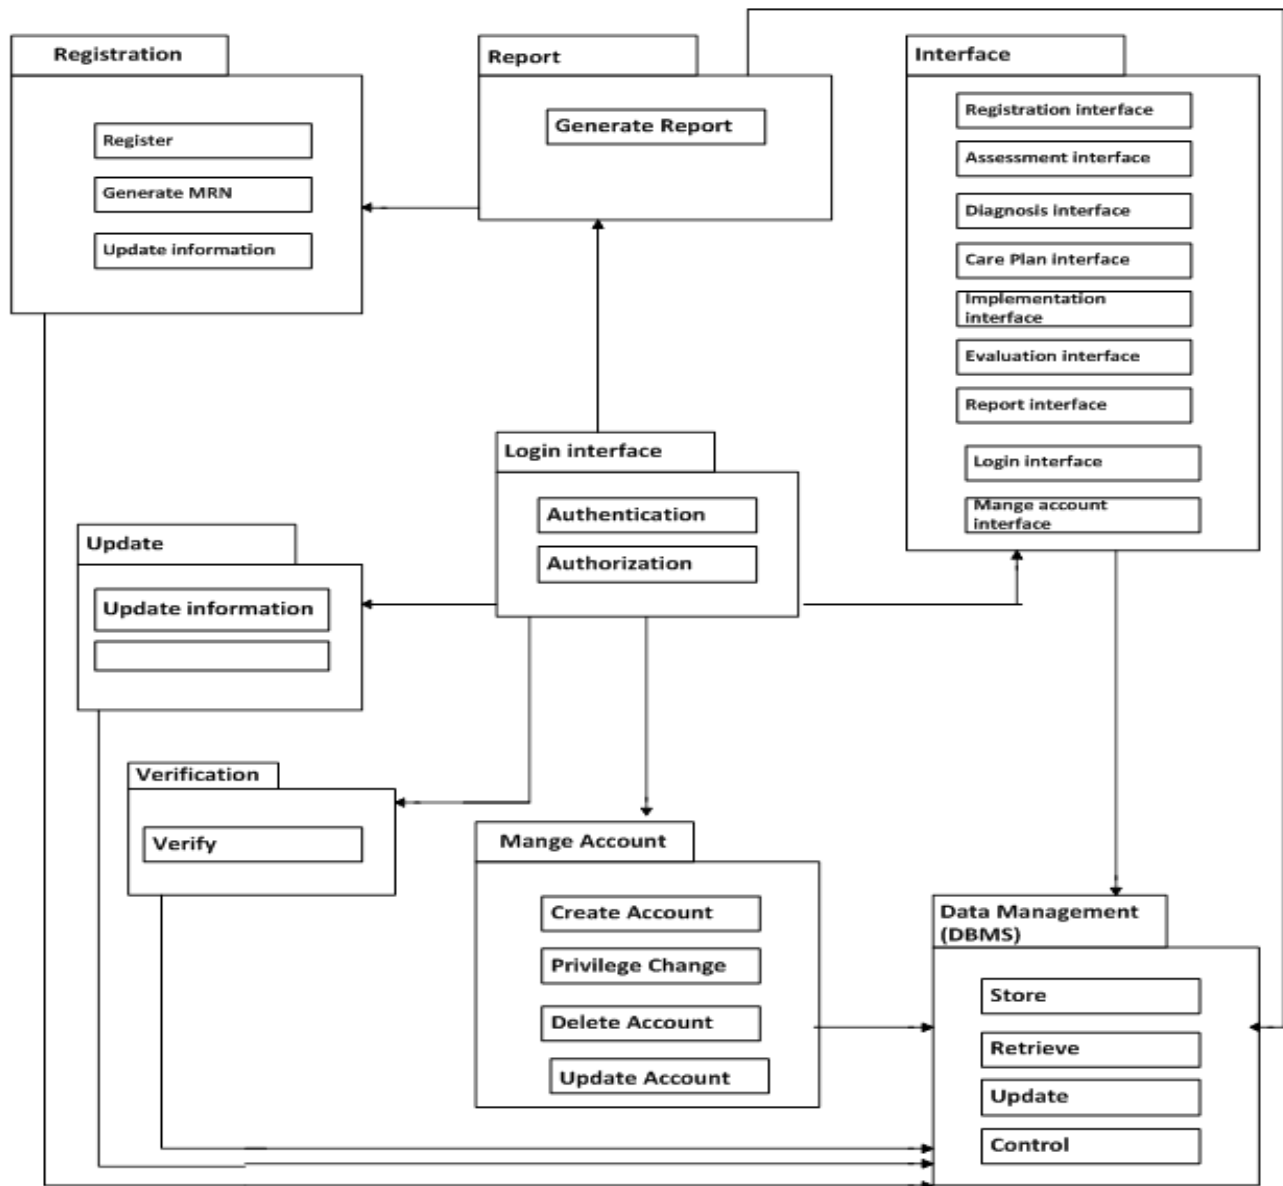 Registration
Register
Generate MRN
Update information
Report
Generate Report
Interface
Registration interface
Assessment interface
Diagnosis interface
Care Plan interface
Implementation
interface
Evaluation interface
Report interface
Login interface
Mange account
interface
Login interface
Authentication
Authorization
Update
Update information
Verification
Verify
Mange Account
Create Account
Privilege Change
Delete Account
Update Account
Data Management
(DBMS)
Store
Retrieve
Update
Control